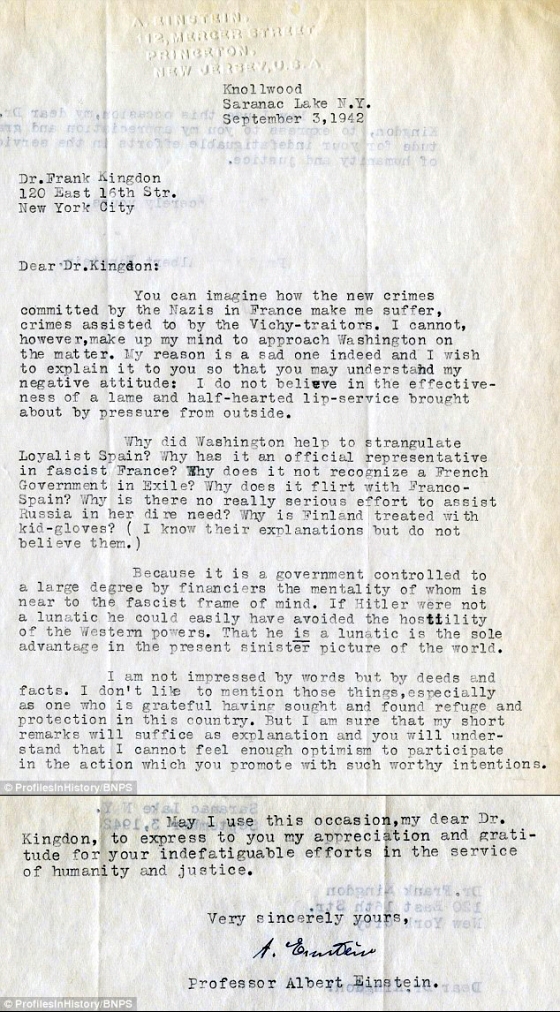 A. EINSTEIN,
112, MERCER STREET
PRINCETON,
NEW JERSEY, U.S.A
Knollwood
Saranac Lake N.Y.
September 3,1942
Dr.Frank Kingdon
120 East 16th Str.
New York City
Dear Dr.Kingdon:
You can imagine how the new crimes
committed by the Nazis in France make me suffer,
crimes assisted to by the Vichy-traitors. I cannot,
however,make up my mind to approach Washington on
the matter. My reason is a sad one indeed and I wish
to explain it to you so that you may understahd my
negative attitude: I do not believe in the effective-
ness of a lame and half-hearted lip-service brought
about by pressure from outside.
Why did Washington help to strangulate
Loyalist Spain? Why has it an official representative
in fascist France? Why does it not recognize a French
Government in Exile? Why does it flirt with Franco-
Spain? Why is there no really serious effort to assist
Russia in her dire need? Why is Finland treated with
kid-gloves? ( I know their explanations but do not
believe them.)
Because it is a government controlled to
a large degree by financiers the mentality of whom is
near to the fascist frame of mind. If Hitler were not
a lunatic he could easily have avoided the hostility
of the Western powers. That he is a lunatic is the sole
advantage in the present sinister picture of the world.
I am not impressed by words but by deeds and
facts. I don't like to mention those things,especially
as one who is grateful having sought and found refuge and
protection in this country. But I am sure that my short
remarks will suffice as explanation and you will under-
stand that I cannot feel enough optimism to participate
in the action which you promote with such worthy intentions.
© ProfilesInHistory/BNPS
May I use this occasion,my dear Dr.
Kingdon, to express to you my appreciation and grati-
tude for your indefatiguable efforts in the service
of humanity and justice.
Very sincerely yours,
A. Einstein
Professor Albert Einstein.
© ProfilesInHistory/BNPS